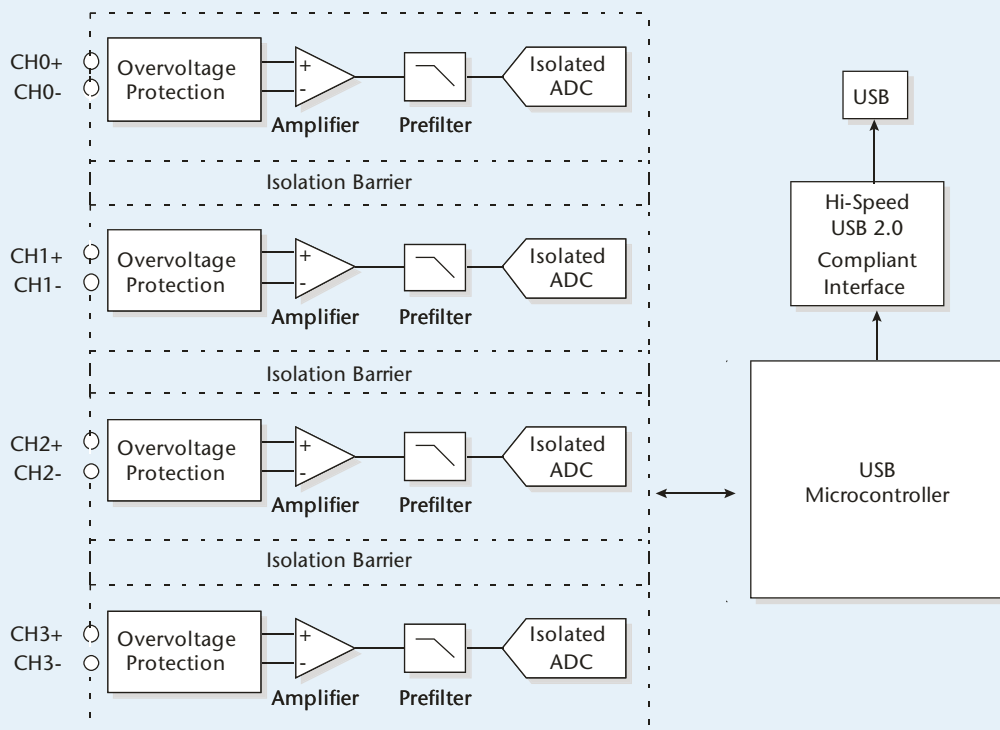 CH0+
CH0-
Overvoltage
Protection
+
-
Amplifier
Prefilter
Isolated
ADC
Isolation Barrier
CH1+
CH1-
Overvoltage
Protection
+
-
Amplifier
Prefilter
Isolated
ADC
Isolation Barrier
CH2+
CH2-
Overvoltage
Protection
+
-
Amplifier
Prefilter
Isolated
ADC
Isolation Barrier
CH3+
CH3-
Overvoltage
Protection
+
-
Amplifier
Prefilter
Isolated
ADC
USB
Hi-Speed
USB 2.0
Compliant
Interface
USB
Microcontroller